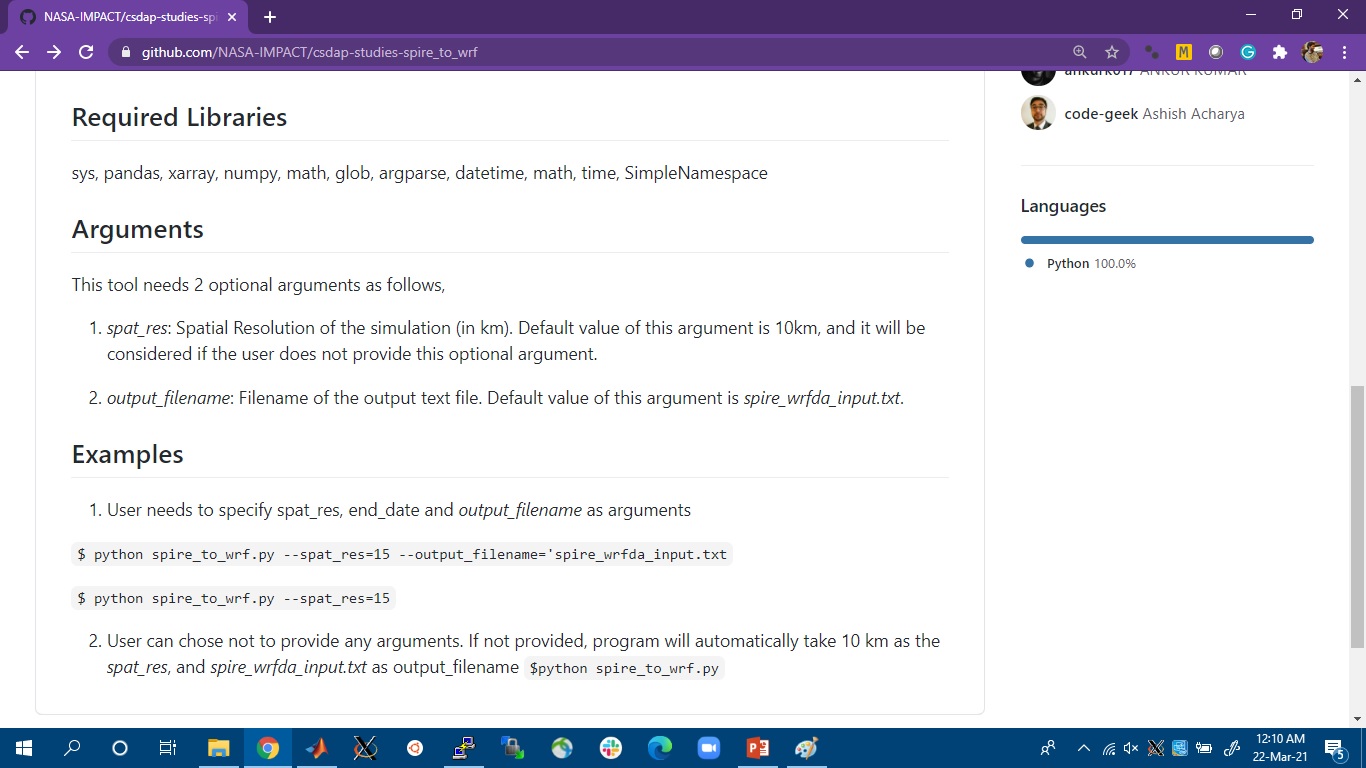 NASA-IMPACT/csdap-studies-spi
github.com/NASA-IMPACT/csdap-studies-spire_to_wrf
M
G
Required Libraries
sys, pandas, xarray, numpy, math, glob, argparse, datetime, math, time, SimpleNamespace
Arguments
This tool needs 2 optional arguments as follows,
1. spat_res: Spatial Resolution of the simulation (in km). Default value of this argument is 10km, and it will be
considered if the user does not provide this optional argument.
2. output_filename: Filename of the output text file. Default value of this argument is spire_wrfda_input.txt.
Examples
1. User needs to specify spat_res, end_date and output_filename as arguments
$ python spire_to_wrf.py --spat_res=15 --output_filename='spire_wrfda_input.txt
$ python spire_to_wrf.py --spat_res=15
2. User can chose not to provide any arguments. If not provided, program will automatically take 10 km as the
spat_res, and spire_wrfda_input.txt as output_filename $python spire_to_wrf.py
ankurk017 ANKUR KUMAR
code-geek Ashish Acharya
Languages
Python 100.0%
12:10 AM
22-Mar-21
5